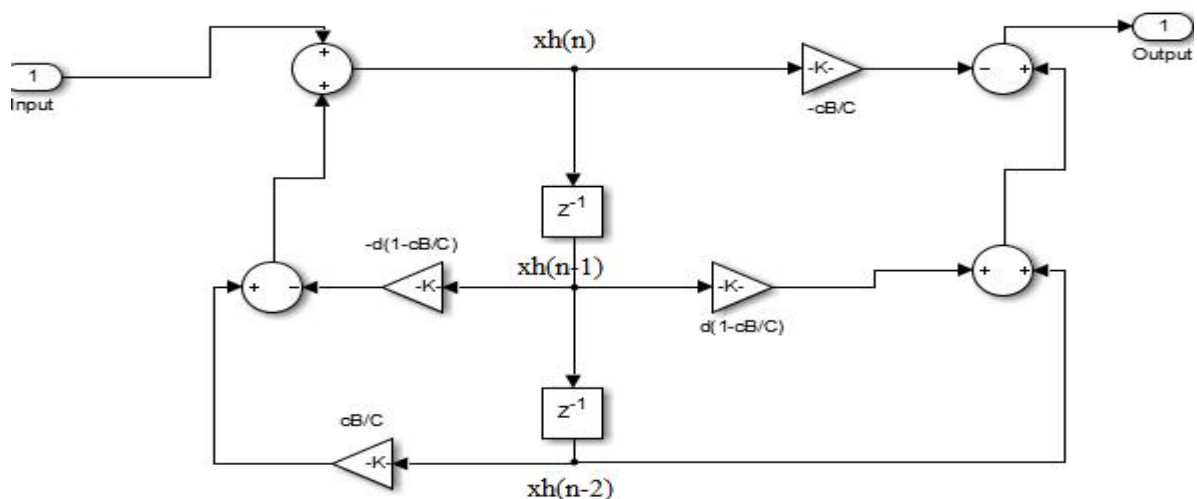 xh(n)
1
Input
+
+
-K-
-cB/C
−
+
1
Output
z-1
-d(1-cB/C)
xh(n-1)
+
−
-K-
-K-
d(1-cB/C)
+
+
z-1
cB/C
-K-
xh(n-2)